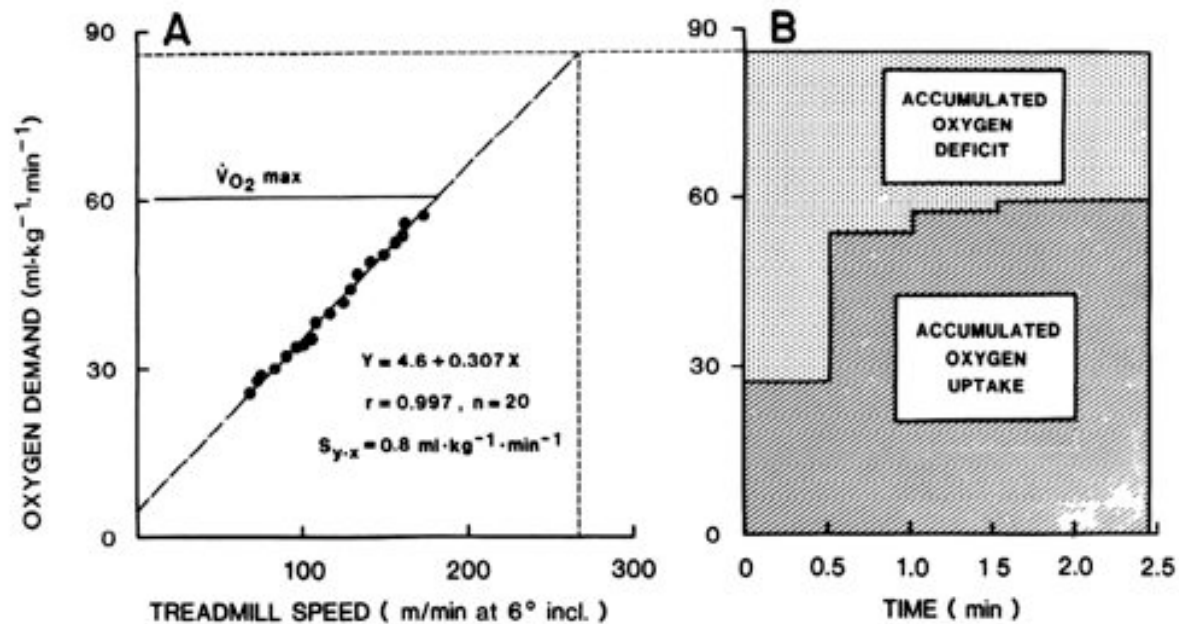 A
B
90
60
30
0
OXYGEN DEMAND (ml·kg⁻¹·min⁻¹)
V̇O₂ max
Y = 4.6 + 0.307 X
r = 0.997 , n = 20
Sy·x = 0.8 ml·kg⁻¹·min⁻¹
100
200
300
TREADMILL SPEED ( m/min at 6° incl. )
90
60
30
0
ACCUMULATED
OXYGEN
DEFICIT
ACCUMULATED
OXYGEN
UPTAKE
0
0.5
1.0
1.5
2.0
2.5
TIME ( min )